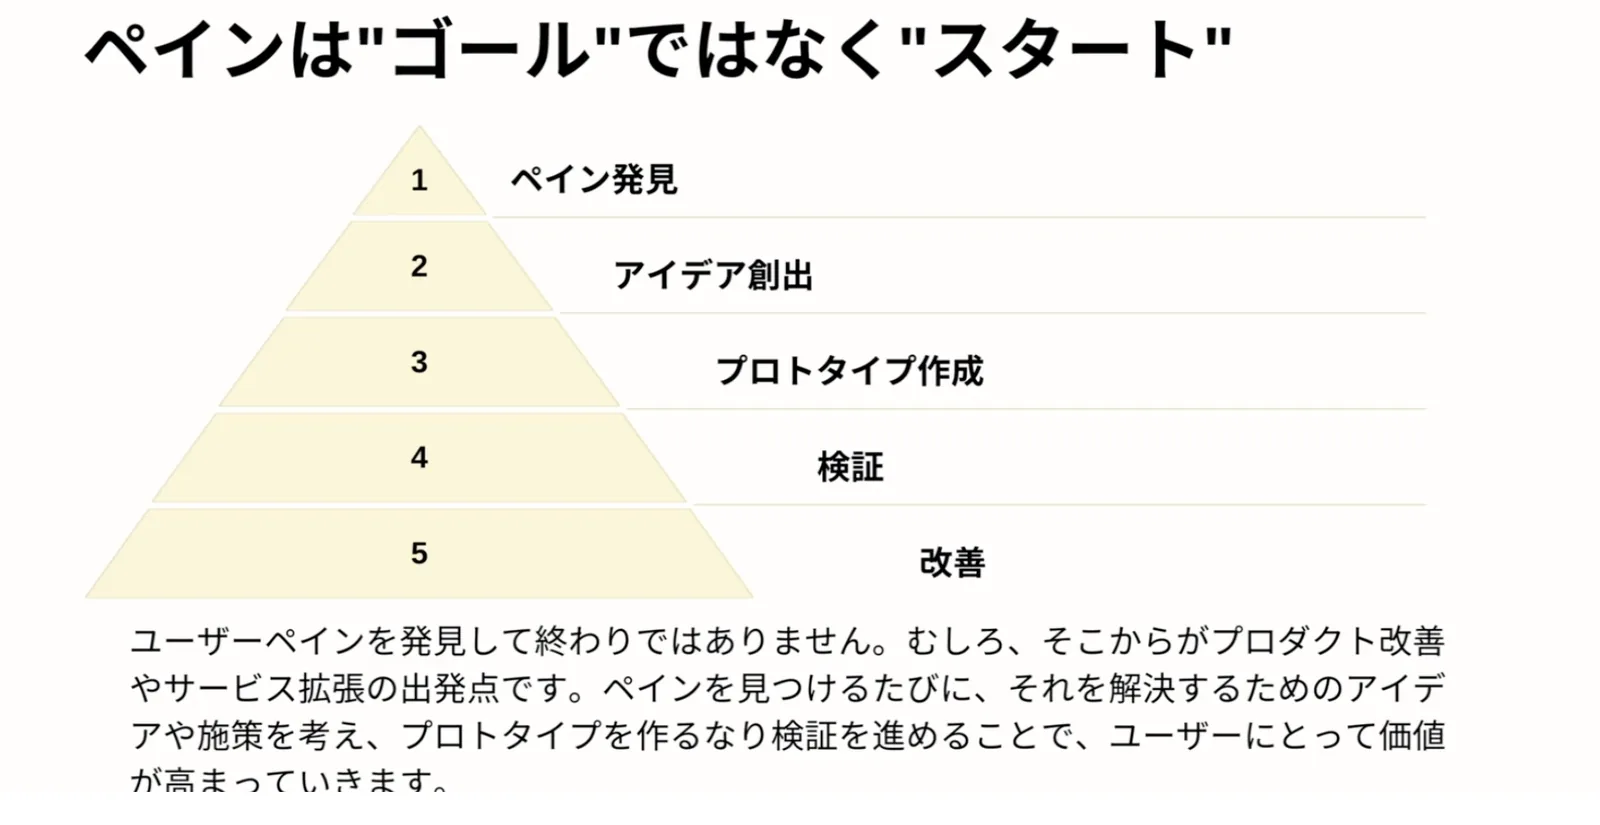 ペインは"ゴール"ではなく"スタート"
1
ペイン発見
2
アイデア創出
3
プロトタイプ作成
4
検証
5
改善
ユーザーペインを発見して終わりではありません。むしろ、そこからがプロダクト改善
やサービス拡張の出発点です。ペインを見つけるたびに、それを解決するためのアイデ
アや施策を考え、プロトタイプを作るなり検証を進めることで、ユーザーにとって価値
が高まっていきます。